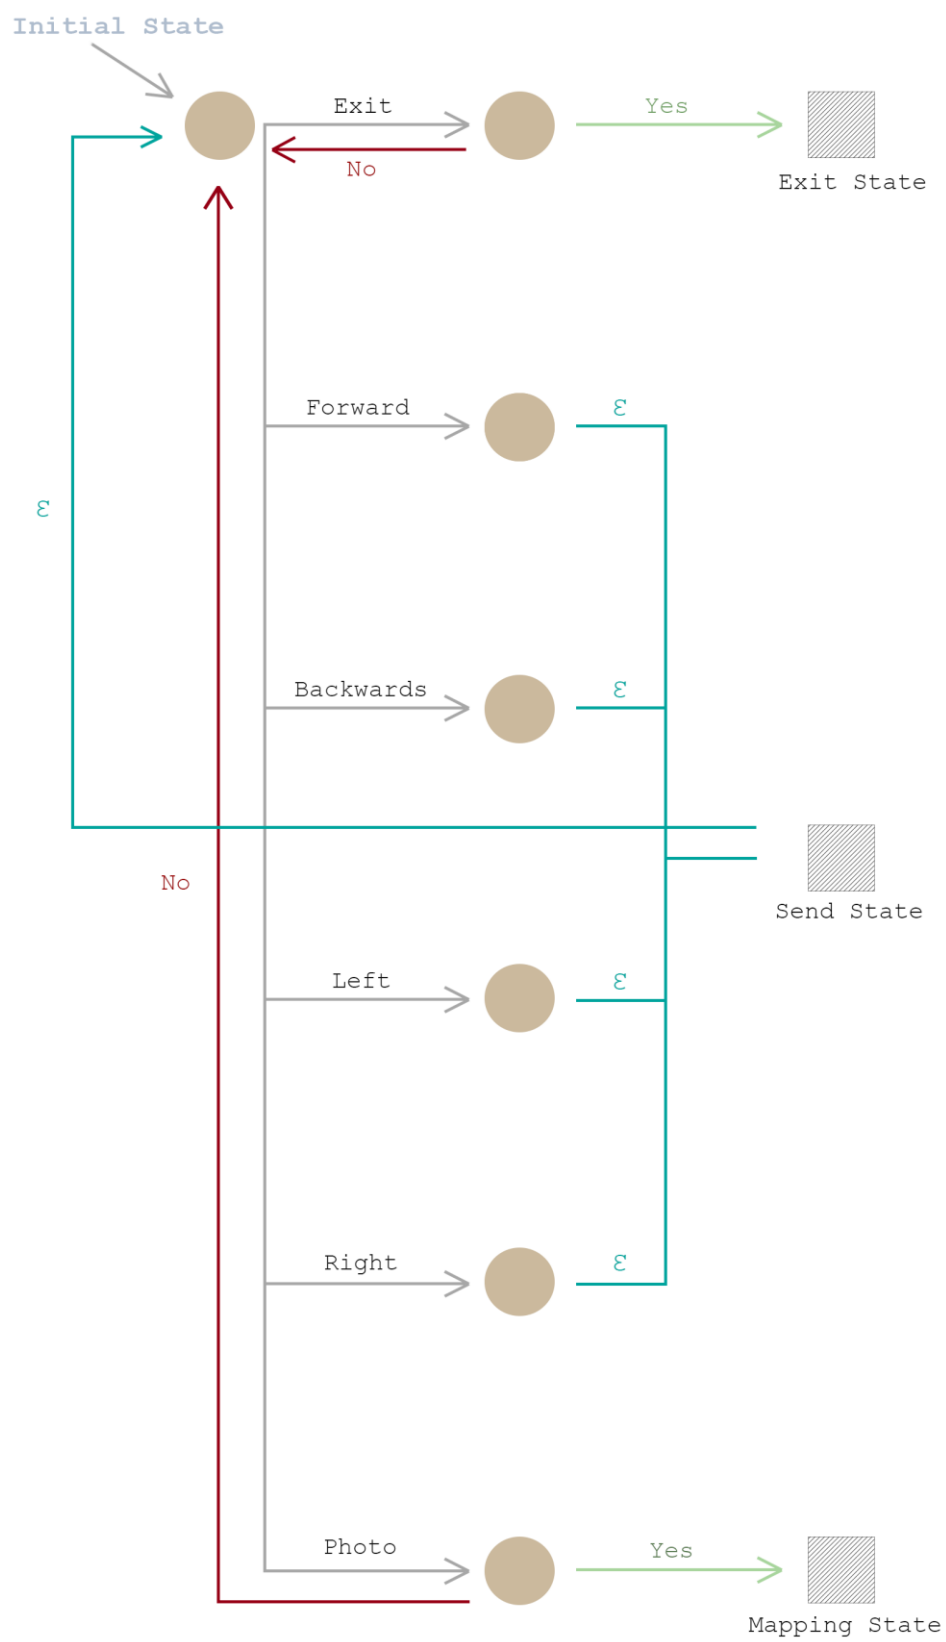 Initial State
Exit
Yes
No
Exit State
Forward
ε
ε
Backwards
ε
No
Send State
Left
ε
Right
ε
Photo
Yes
Mapping State